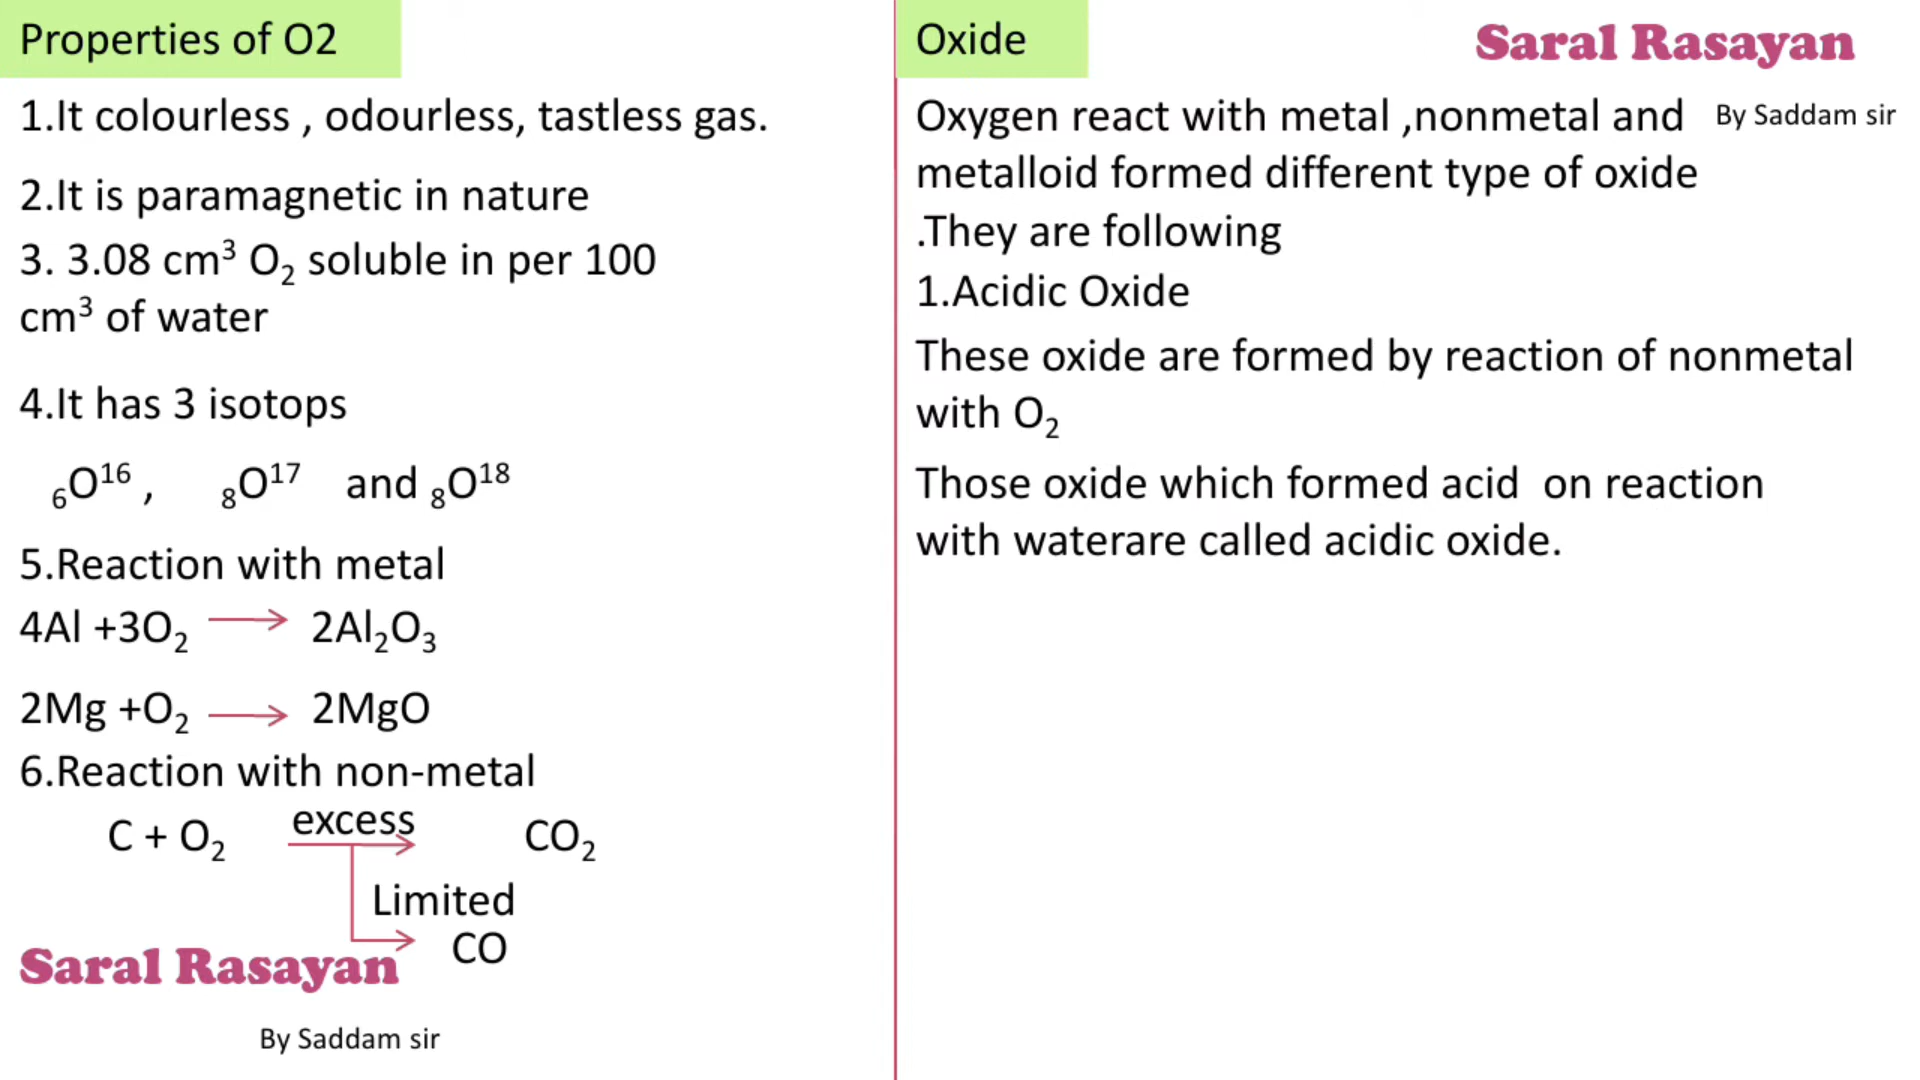 Properties of O2
1.It colourless , odourless, tastless gas.
2.It is paramagnetic in nature
3. 3.08 cm³ O₂ soluble in per 100
cm³ of water
4.It has 3 isotops
₆O¹⁶ , ₈O¹⁷ and ₈O¹⁸
5.Reaction with metal
4Al +3O₂ → 2Al₂O₃
2Mg +O₂ → 2MgO
6.Reaction with non-metal
C + O₂ excess → CO₂
Limited
→ CO
Saral Rasayan
By Saddam sir
Oxide
Saral Rasayan
Oxygen react with metal ,nonmetal and
By Saddam sir
metalloid formed different type of oxide
.They are following
1.Acidic Oxide
These oxide are formed by reaction of nonmetal
with O₂
Those oxide which formed acid on reaction
with waterare called acidic oxide.